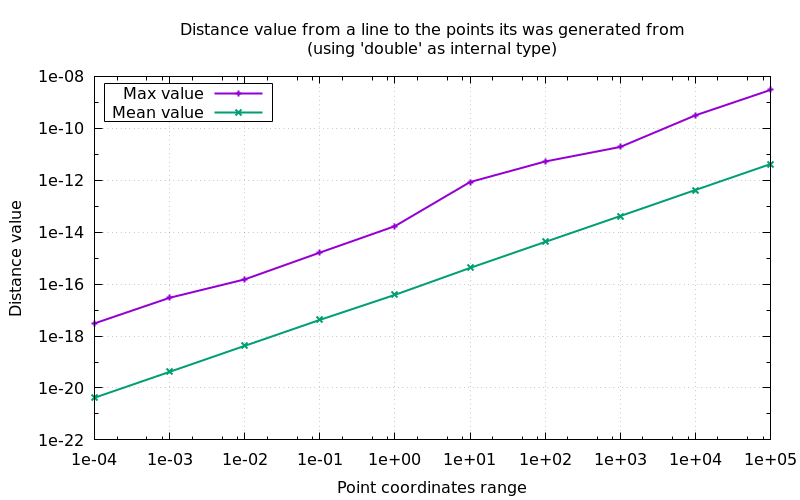 Distance value from a line to the points its was generated from
(using 'double' as internal type)
1e-08
1e-10
1e-12
1e-14
1e-16
1e-18
1e-20
1e-22
Distance value
Max value
Mean value
1e-04 1e-03 1e-02 1e-01 1e+00 1e+01 1e+02 1e+03 1e+04 1e+05
Point coordinates range